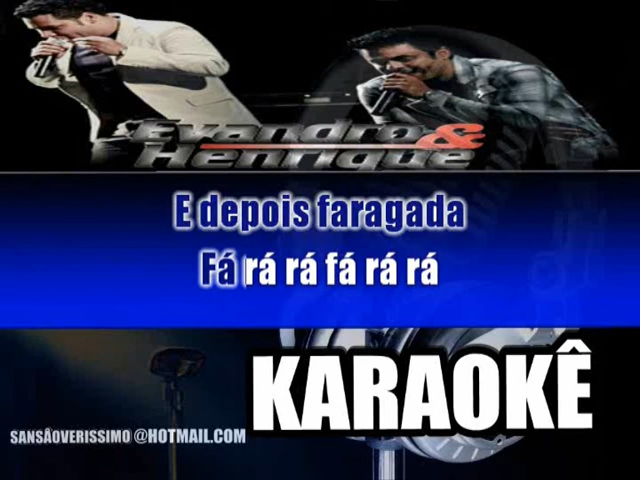 Evandro &
Henrique
E depois faragada
Fá rá rá fá rá rá
KARAOKÊ
SANSÃOVERISSIMO @HOTMAIL.COM